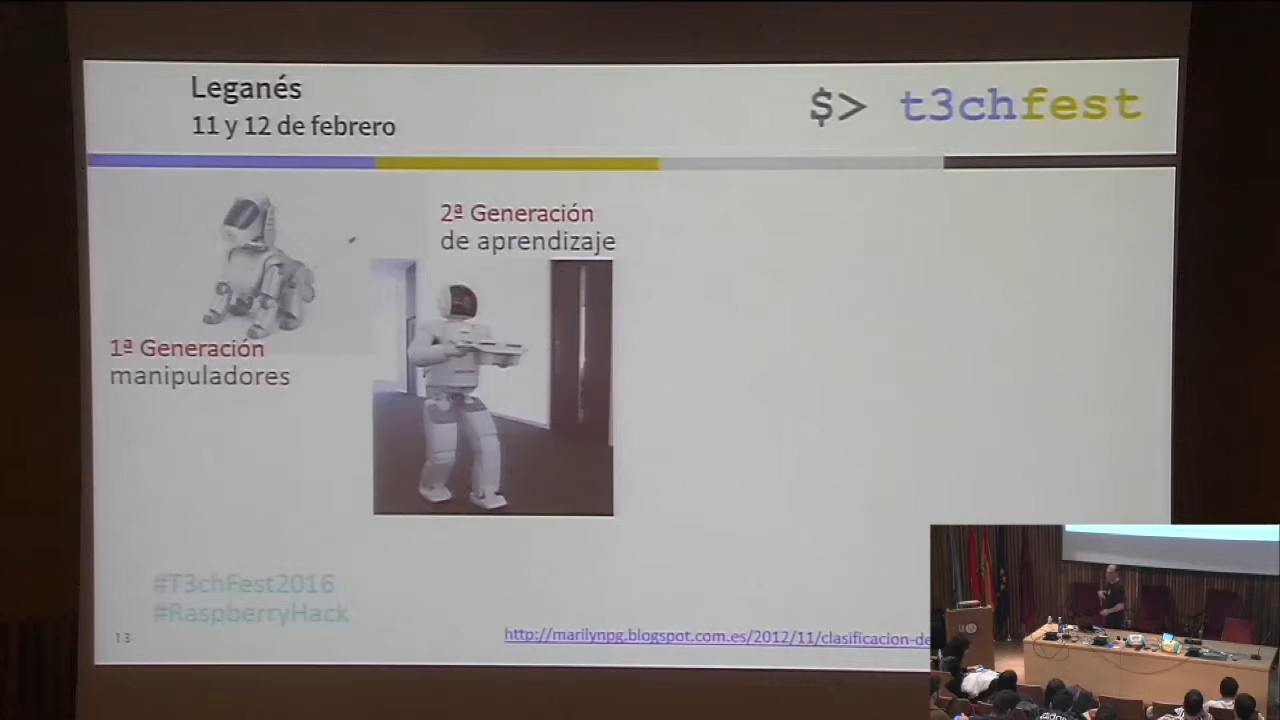 Leganés
11 y 12 de febrero
$> t3chfest
2ª Generación
de aprendizaje
1ª Generación
manipuladores
#T3chFest2016
#RaspberryHack
13
http://marilynpg.blogspot.com.es/2012/11/clasificacion-de